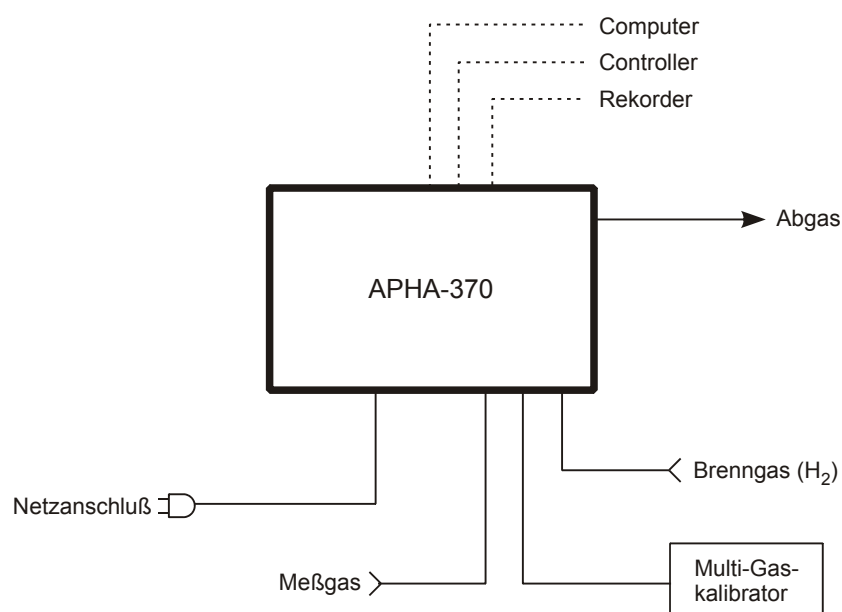 Computer
Controller
Rekorder
Abgas
APHA-370
Brenngas (H₂)
Netzanschluß
Meßgas
Multi-Gas-
kalibrator